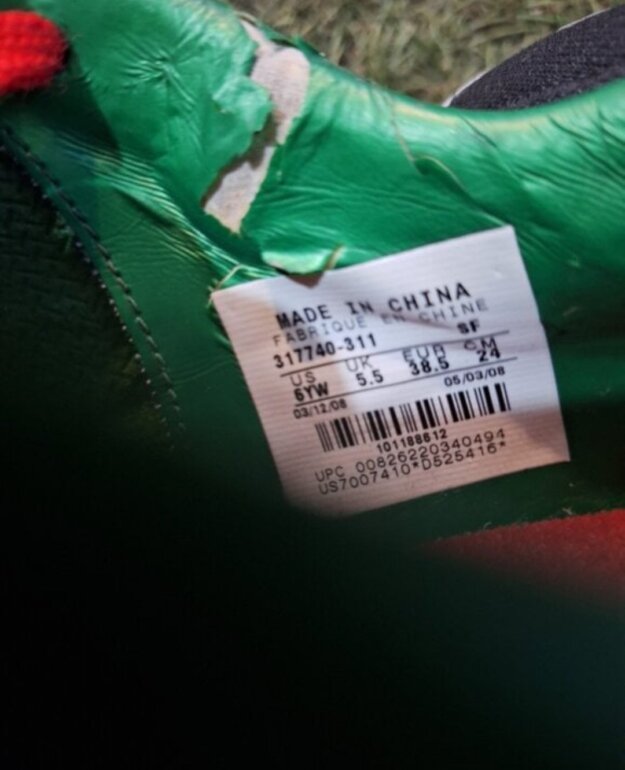 MADE IN CHINA
FABRIQUE EN CHINE
317740-311 SF
US UK EUR CM
6YW 5.5 38.5 24
03/12/08 05/03/08
101188612
UPC 00826220340494
US7007410*D525416*